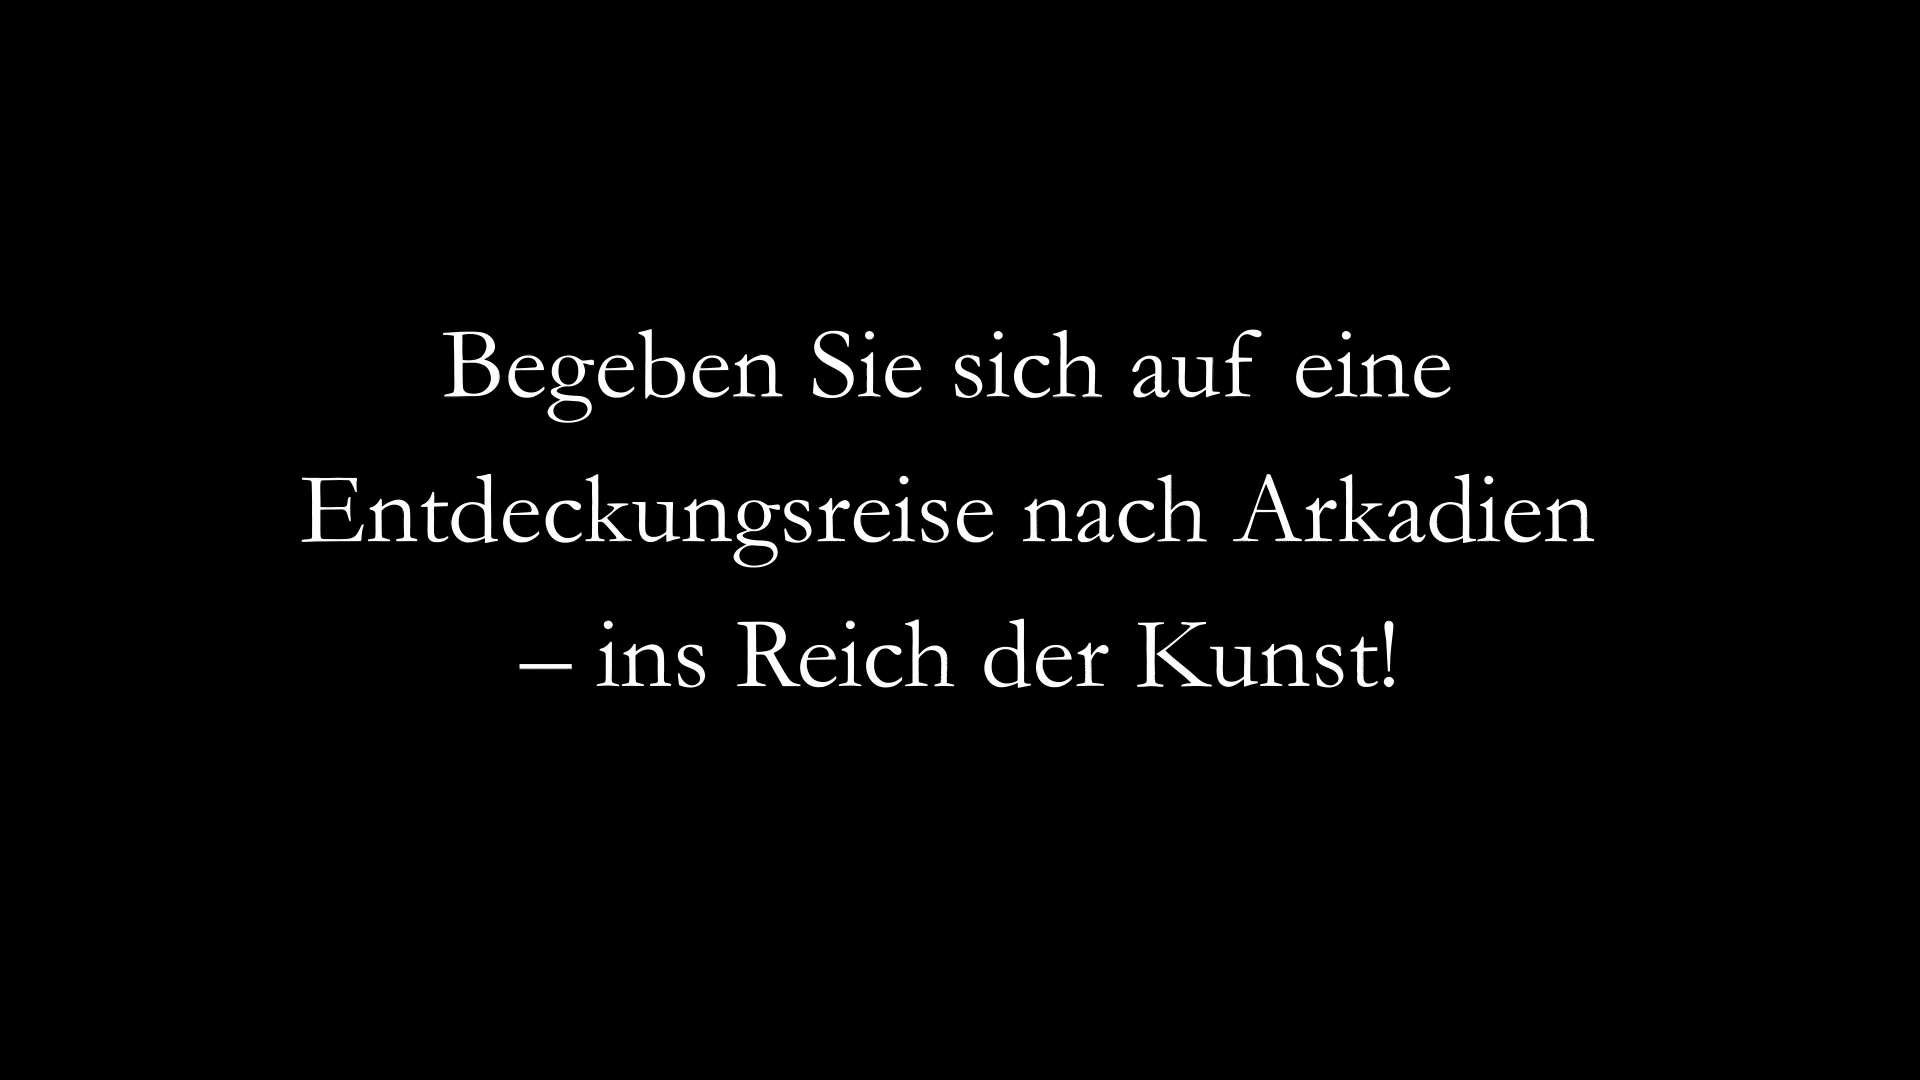 Begeben Sie sich auf eine
Entdeckungsreise nach Arkadien
– ins Reich der Kunst!